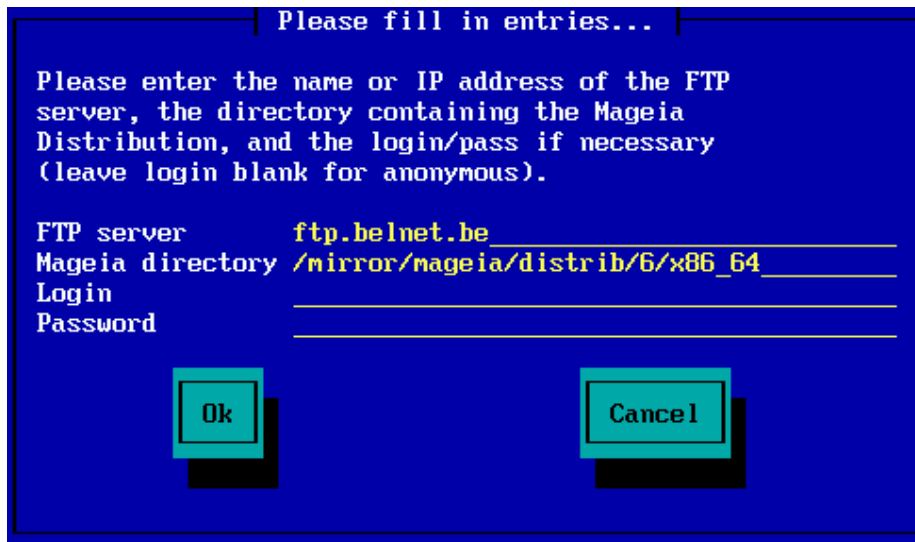 Please fill in entries...
Please enter the name or IP address of the FTP
server, the directory containing the Mageia
Distribution, and the login/pass if necessary
(leave login blank for anonymous).
FTP server ftp.belnet.be
Mageia directory /mirror/mageia/distrib/6/x86_64
Login
Password
Ok Cancel